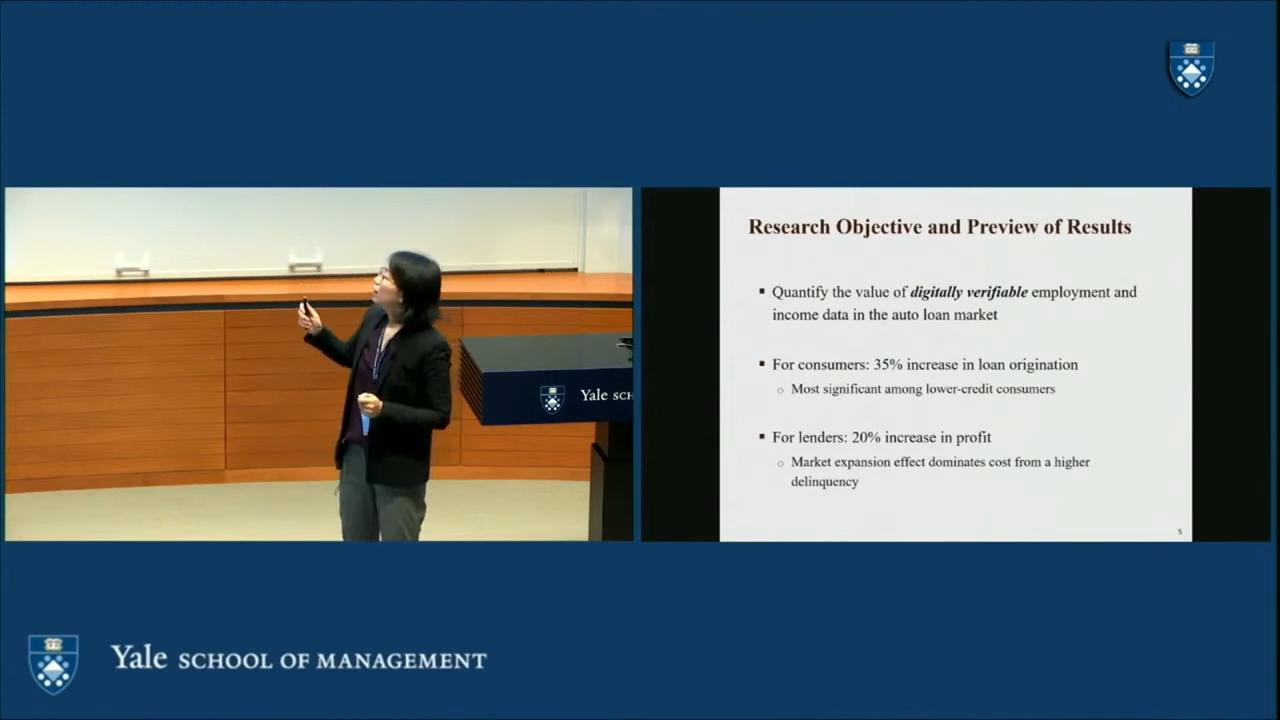 Research Objective and Preview of Results
▪ Quantify the value of digitally verifiable employment and
income data in the auto loan market
▪ For consumers: 35% increase in loan origination
○ Most significant among lower-credit consumers
▪ For lenders: 20% increase in profit
○ Market expansion effect dominates cost from a higher
delinquency
5
Yale SCH
Yale SCHOOL OF MANAGEMENT